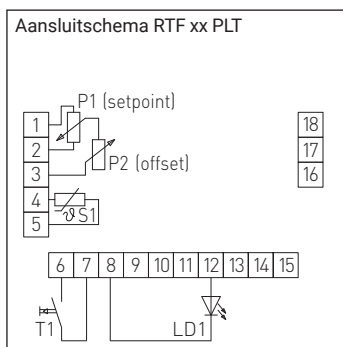 Aansluitschema RTF xx PLT
P1 (setpoint)
1
18
2
17
P2 (offset)
3
16
4
ϑ S1
5
6 7 8 9 10 11 12 13 14 15
T1
LD1